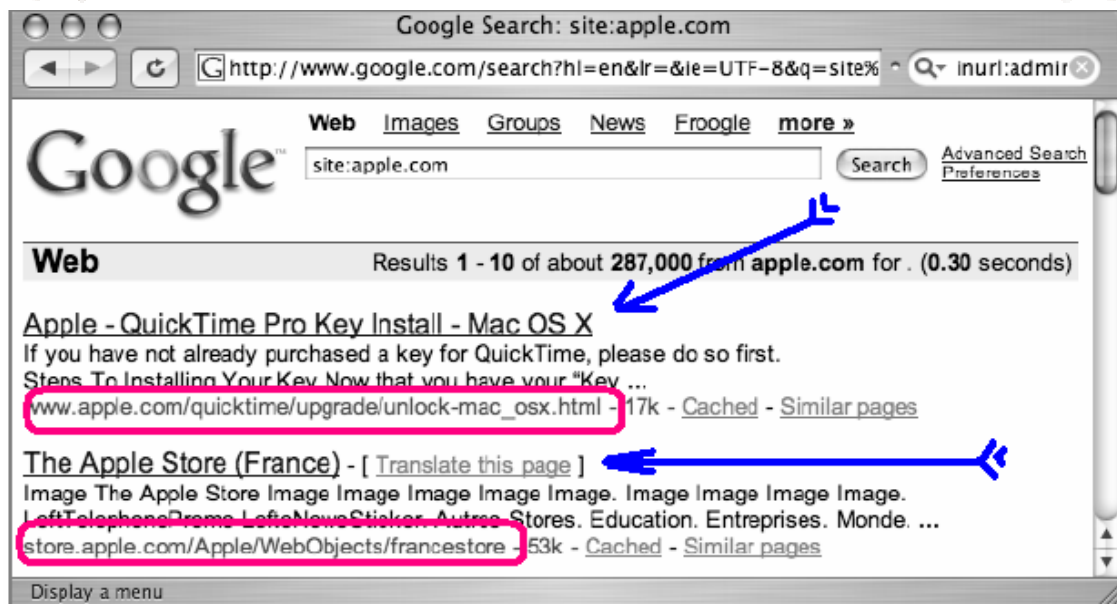 Google Search: site:apple.com
G http://www.google.com/search?hl=en&lr=&ie=UTF-8&q=site% inurl:admir
Google™ Web Images Groups News Froogle more »
site:apple.com Search Advanced Search
Preferences
Web Results 1 - 10 of about 287,000 from apple.com for . (0.30 seconds)
Apple - QuickTime Pro Key Install - Mac OS X
If you have not already purchased a key for QuickTime, please do so first.
Steps To Installing Your Key Now that you have your “Key ...
www.apple.com/quicktime/upgrade/unlock-mac_osx.html - 17k - Cached - Similar pages
The Apple Store (France) - [ Translate this page ]
Image The Apple Store Image Image Image Image Image. Image Image Image Image.
LeftTelephonePromo LefteNewsSticker. Autres Stores. Education. Entreprises. Monde. ...
store.apple.com/Apple/WebObjects/francestore - 53k - Cached - Similar pages
Display a menu